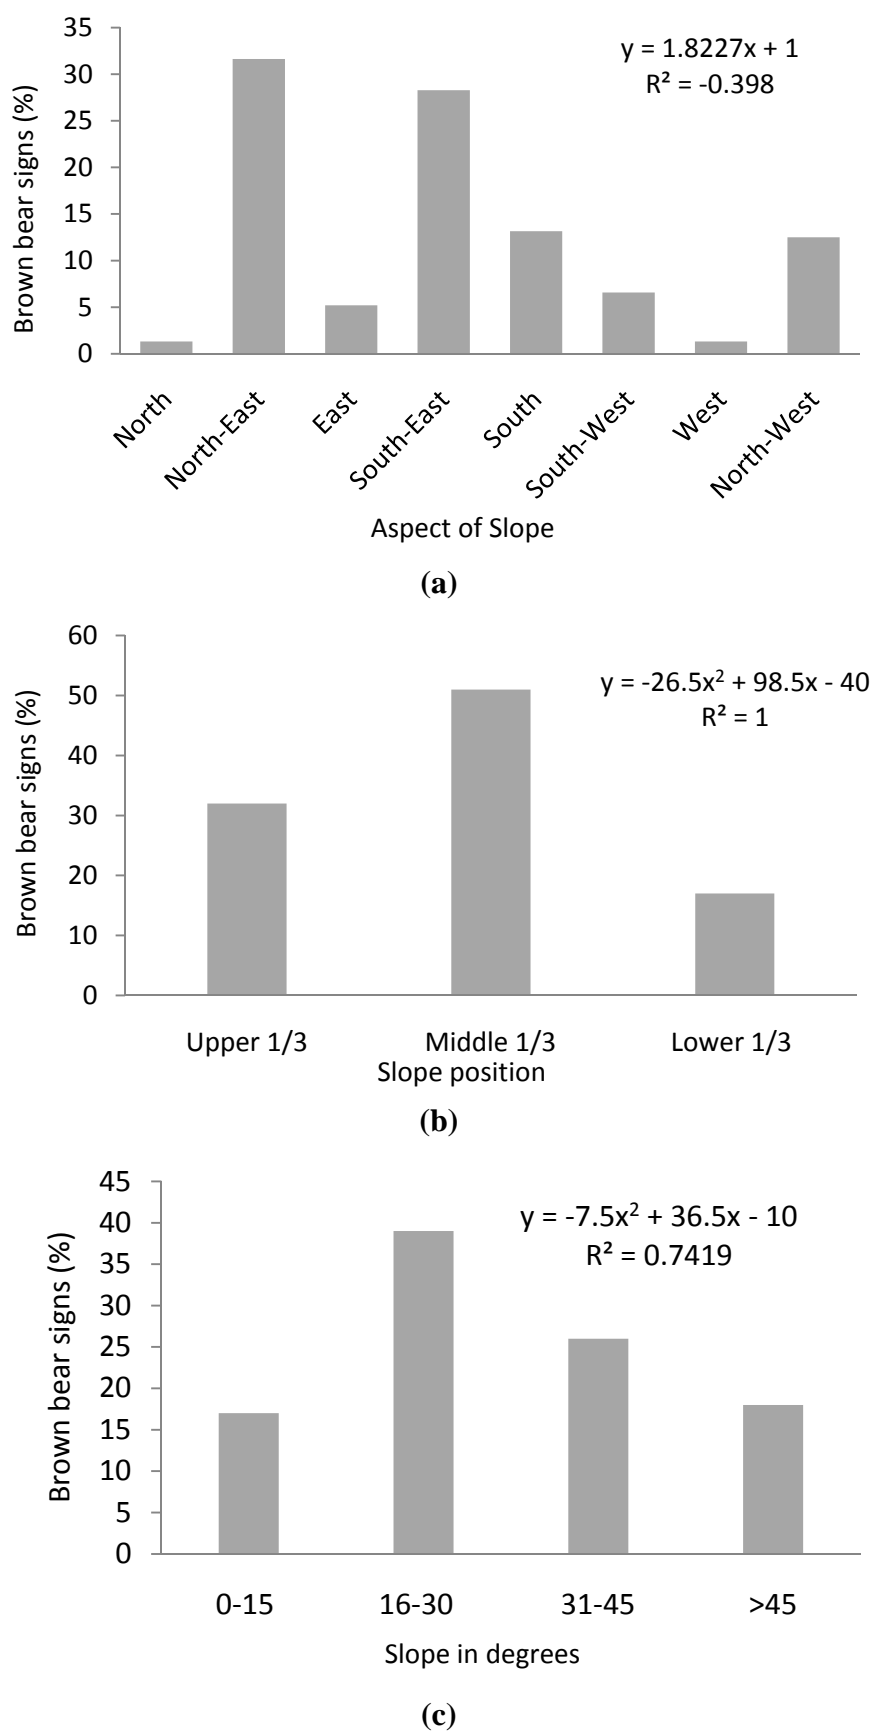 35
30
25
20
15
10
5
0
Brown bear signs (%)
y = 1.8227x + 1
R² = -0.398
North
North-East
East
South-East
South
South-West
West
North-West
Aspect of Slope
(a)
60
50
40
30
20
10
0
Brown bear signs (%)
y = -26.5x² + 98.5x - 40
R² = 1
Upper 1/3 Middle 1/3 Lower 1/3
Slope position
(b)
45
40
35
30
25
20
15
10
5
0
Brown bear signs (%)
y = -7.5x² + 36.5x - 10
R² = 0.7419
0-15 16-30 31-45 >45
Slope in degrees
(c)